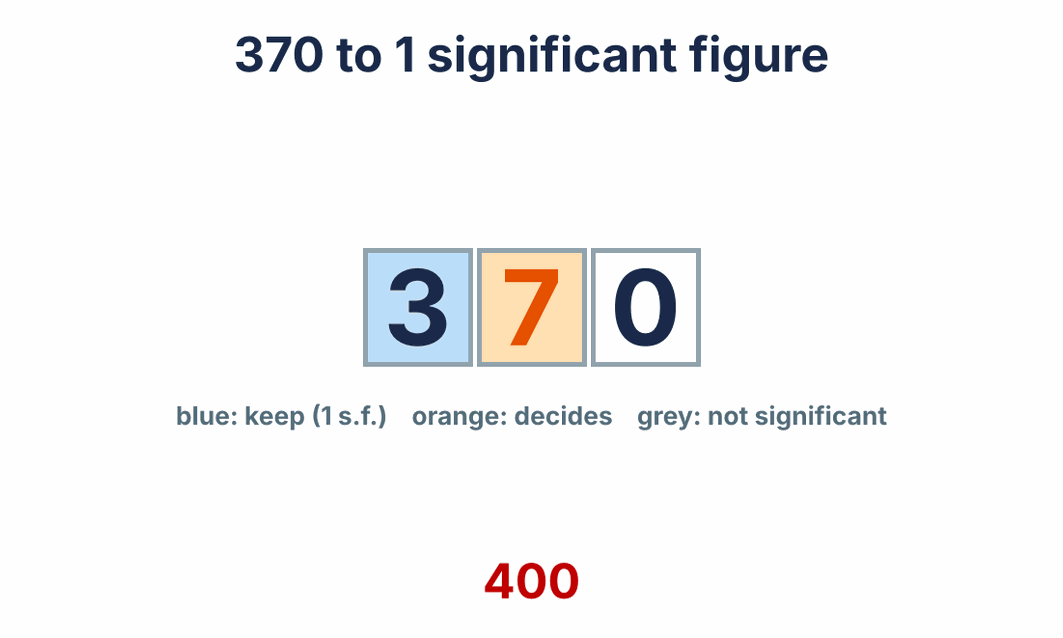 370 to 1 significant figure
3 7 0
blue: keep (1 s.f.) orange: decides grey: not significant
400